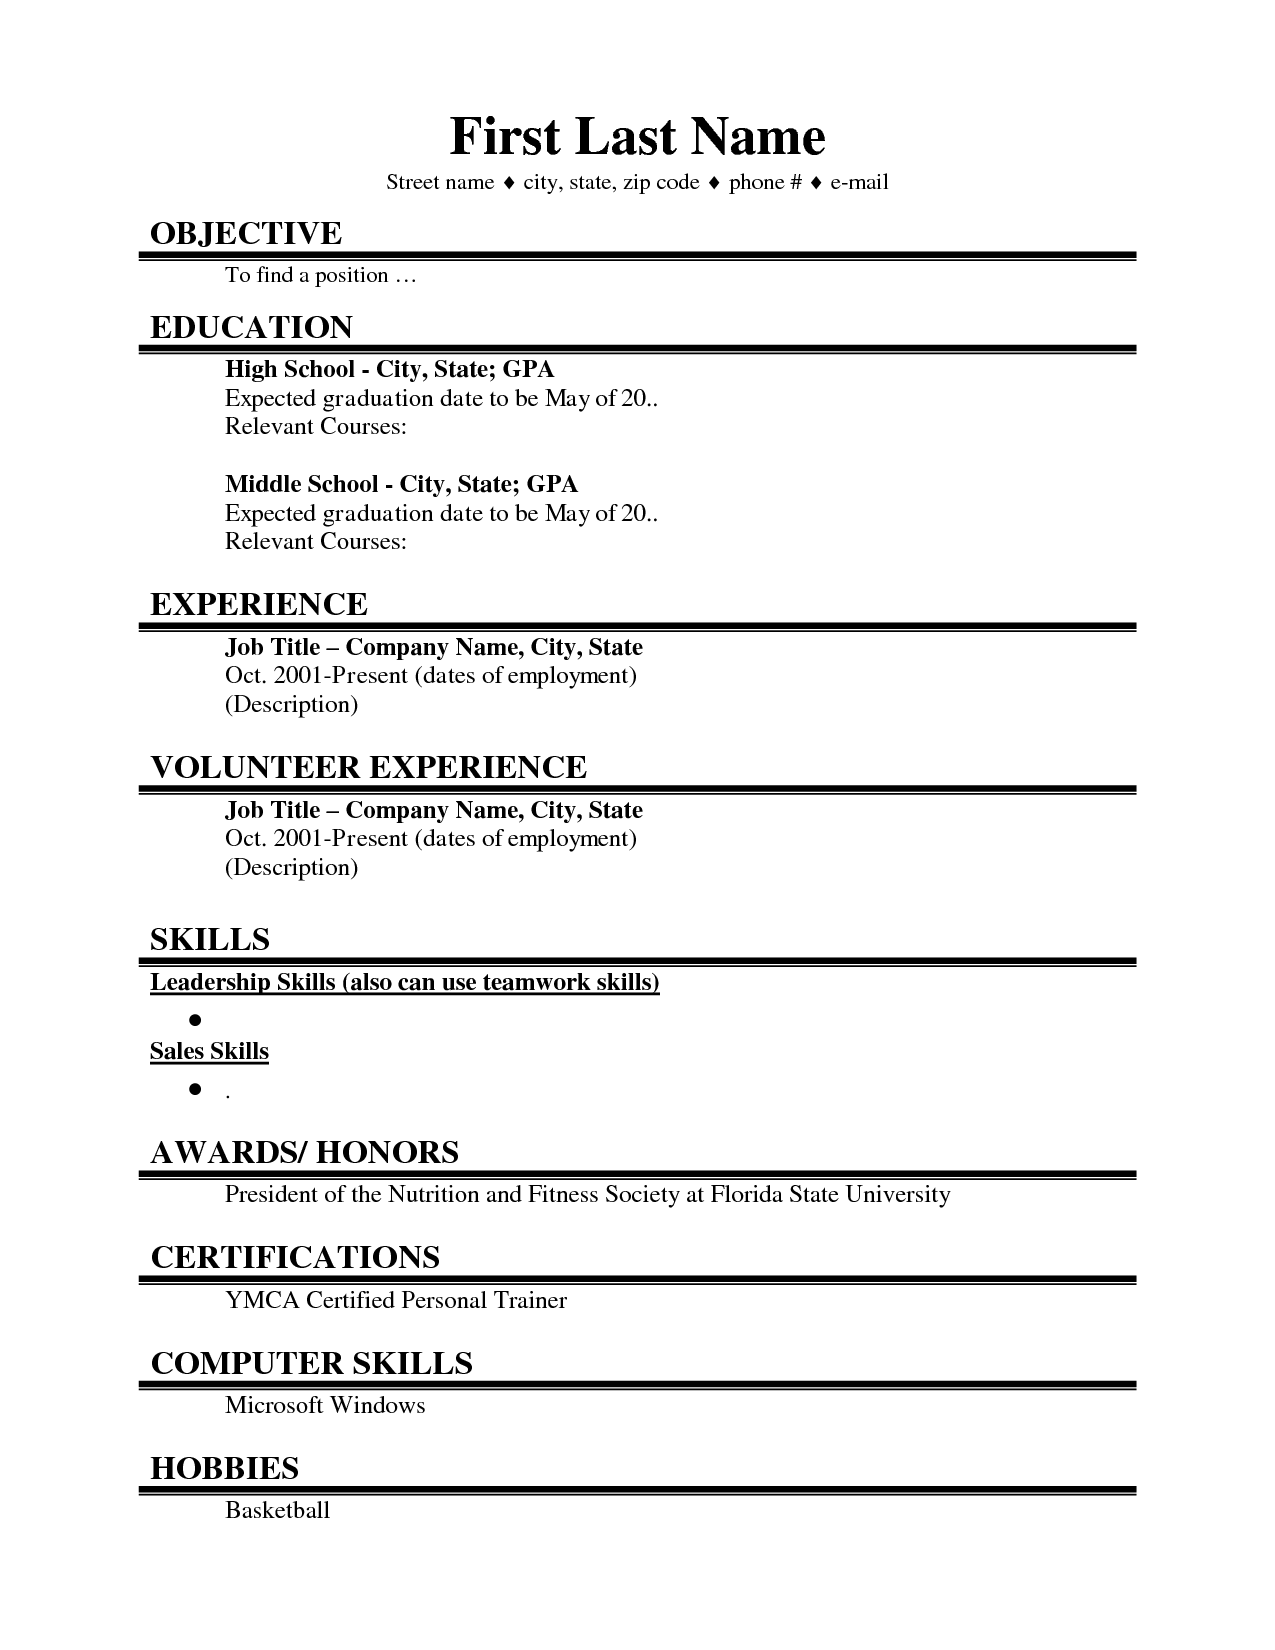 First Last Name
Street name ♦ city, state, zip code ♦ phone # ♦ e-mail
OBJECTIVE
To find a position …
EDUCATION
High School - City, State; GPA
Expected graduation date to be May of 20..
Relevant Courses:
Middle School - City, State; GPA
Expected graduation date to be May of 20..
Relevant Courses:
EXPERIENCE
Job Title – Company Name, City, State
Oct. 2001-Present (dates of employment)
(Description)
VOLUNTEER EXPERIENCE
Job Title – Company Name, City, State
Oct. 2001-Present (dates of employment)
(Description)
SKILLS
Leadership Skills (also can use teamwork skills)
●
Sales Skills
● .
AWARDS/ HONORS
President of the Nutrition and Fitness Society at Florida State University
CERTIFICATIONS
YMCA Certified Personal Trainer
COMPUTER SKILLS
Microsoft Windows
HOBBIES
Basketball